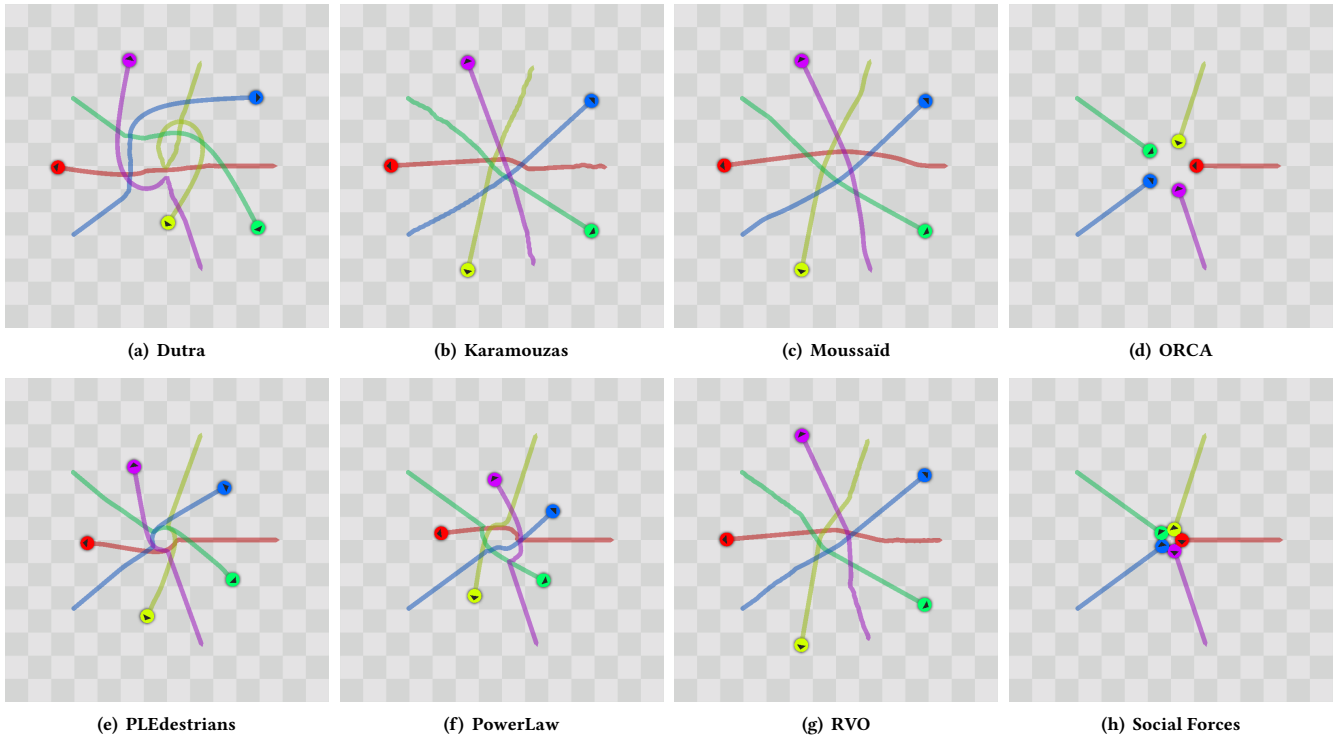 (a) Dutra
(b) Karamouzas
(c) Moussaïd
(d) ORCA
(e) PLEdestrians
(f) PowerLaw
(g) RVO
(h) Social Forces